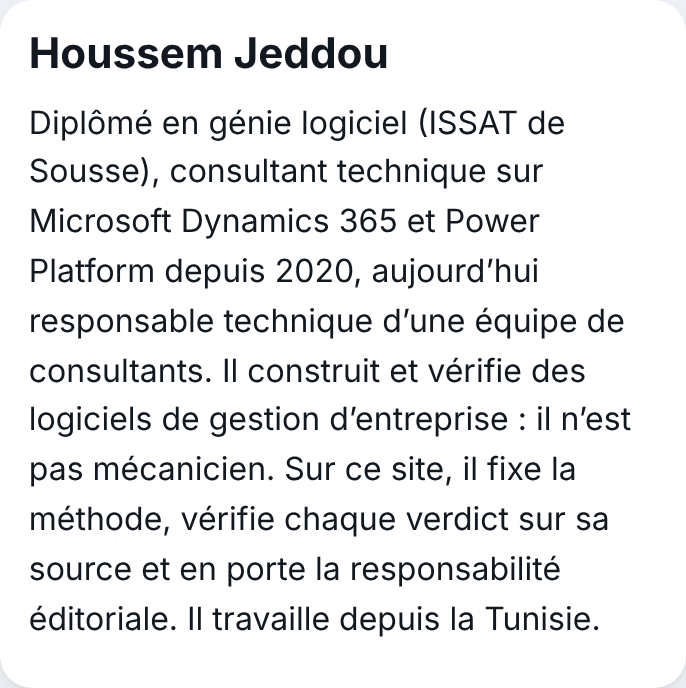 Houssem Jeddou
Diplômé en génie logiciel (ISSAT de
Sousse), consultant technique sur
Microsoft Dynamics 365 et Power
Platform depuis 2020, aujourd’hui
responsable technique d’une équipe de
consultants. Il construit et vérifie des
logiciels de gestion d’entreprise : il n’est
pas mécanicien. Sur ce site, il fixe la
méthode, vérifie chaque verdict sur sa
source et en porte la responsabilité
éditoriale. Il travaille depuis la Tunisie.